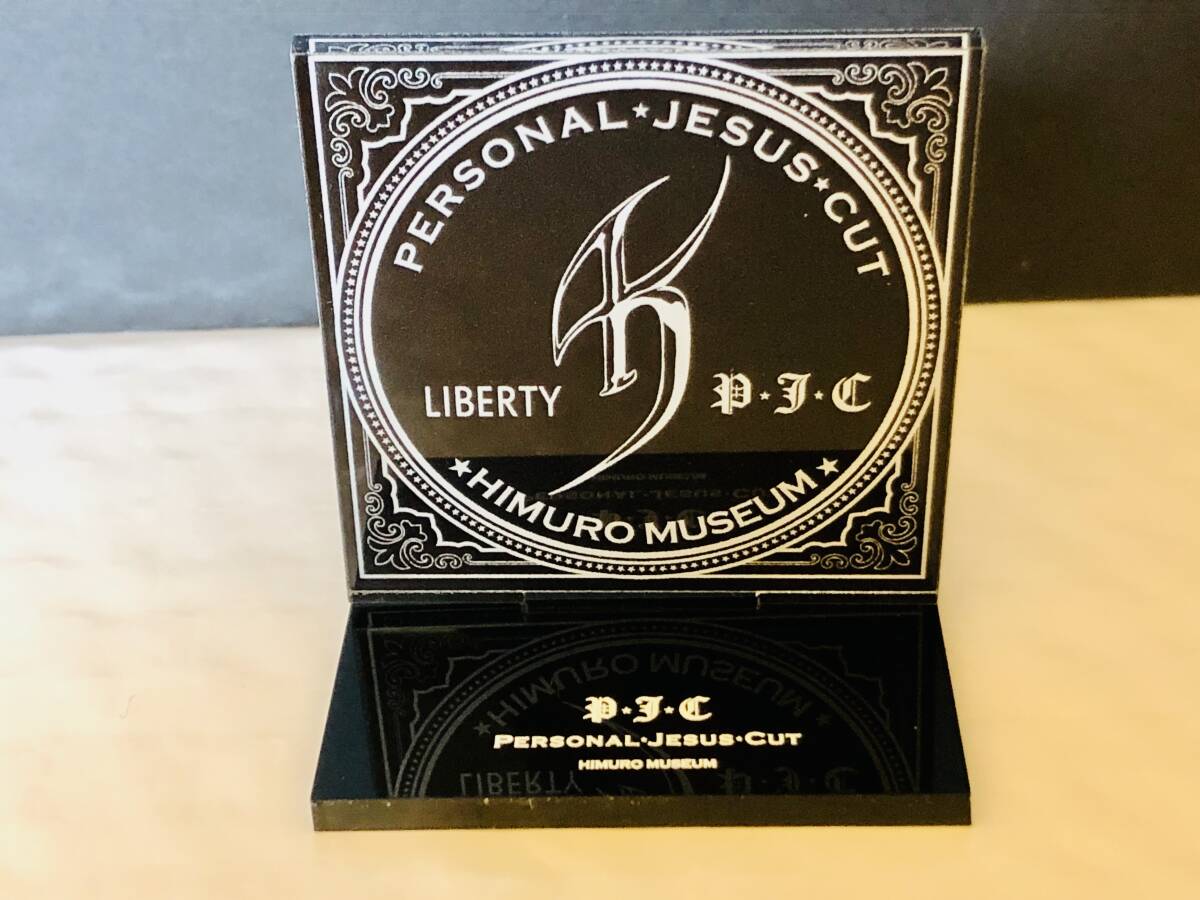 PERSONAL★JESUS★CUT
LIBERTY
P★J★C
★HIMURO MUSEUM★
P★J★C
PERSONAL・JESUS・CUT
HIMURO MUSEUM